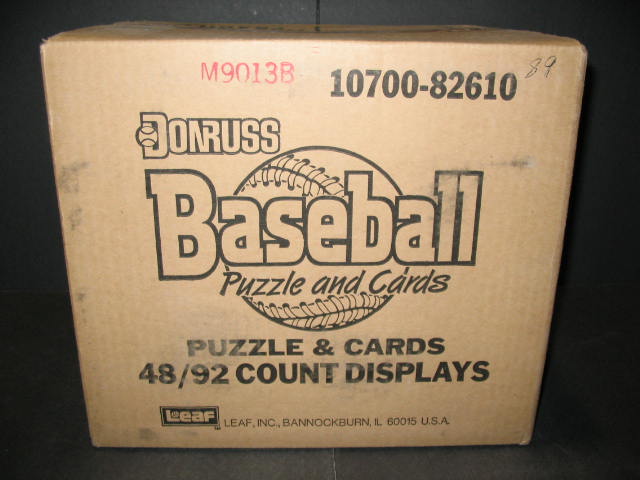 M9013B 10700-82610 89
DONRUSS
Baseball
Puzzle and Cards
PUZZLE & CARDS
48/92 COUNT DISPLAYS
Leaf LEAF, INC., BANNOCKBURN, IL 60015 U.S.A.